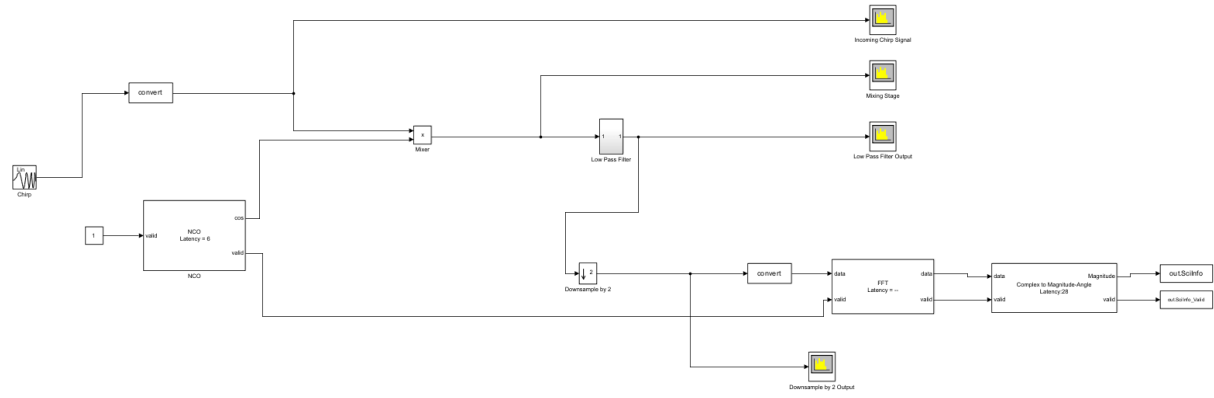 Incoming Chirp Signal
convert
Mixing Stage
x
Mixer
1
1
Low Pass Filter
Low Pass Filter Output
Lin
Chirp
1
valid
NCO
Latency = 6
cos
valid
NCO
2
Downsample by 2
convert
data
valid
FFT
Latency = --
data
valid
data
valid
Complex to Magnitude-Angle
Latency:28
Magnitude
valid
out.SciInfo
out.SciInfo_Valid
Downsample by 2 Output